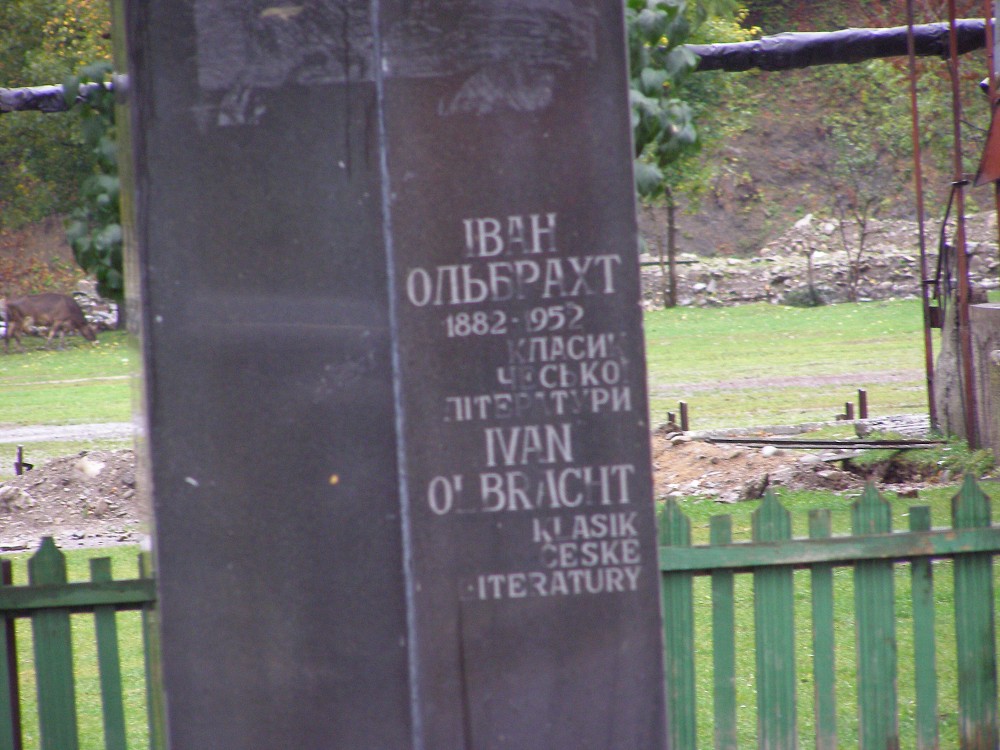 ІВАН
ОЛЬБРАХТ
1882-1952
КЛАСИК
ЧЕСЬКОЇ
ЛІТЕРАТУРИ
IVAN
OLBRACHT
KLASIK
ČESKÉ
LITERATURY